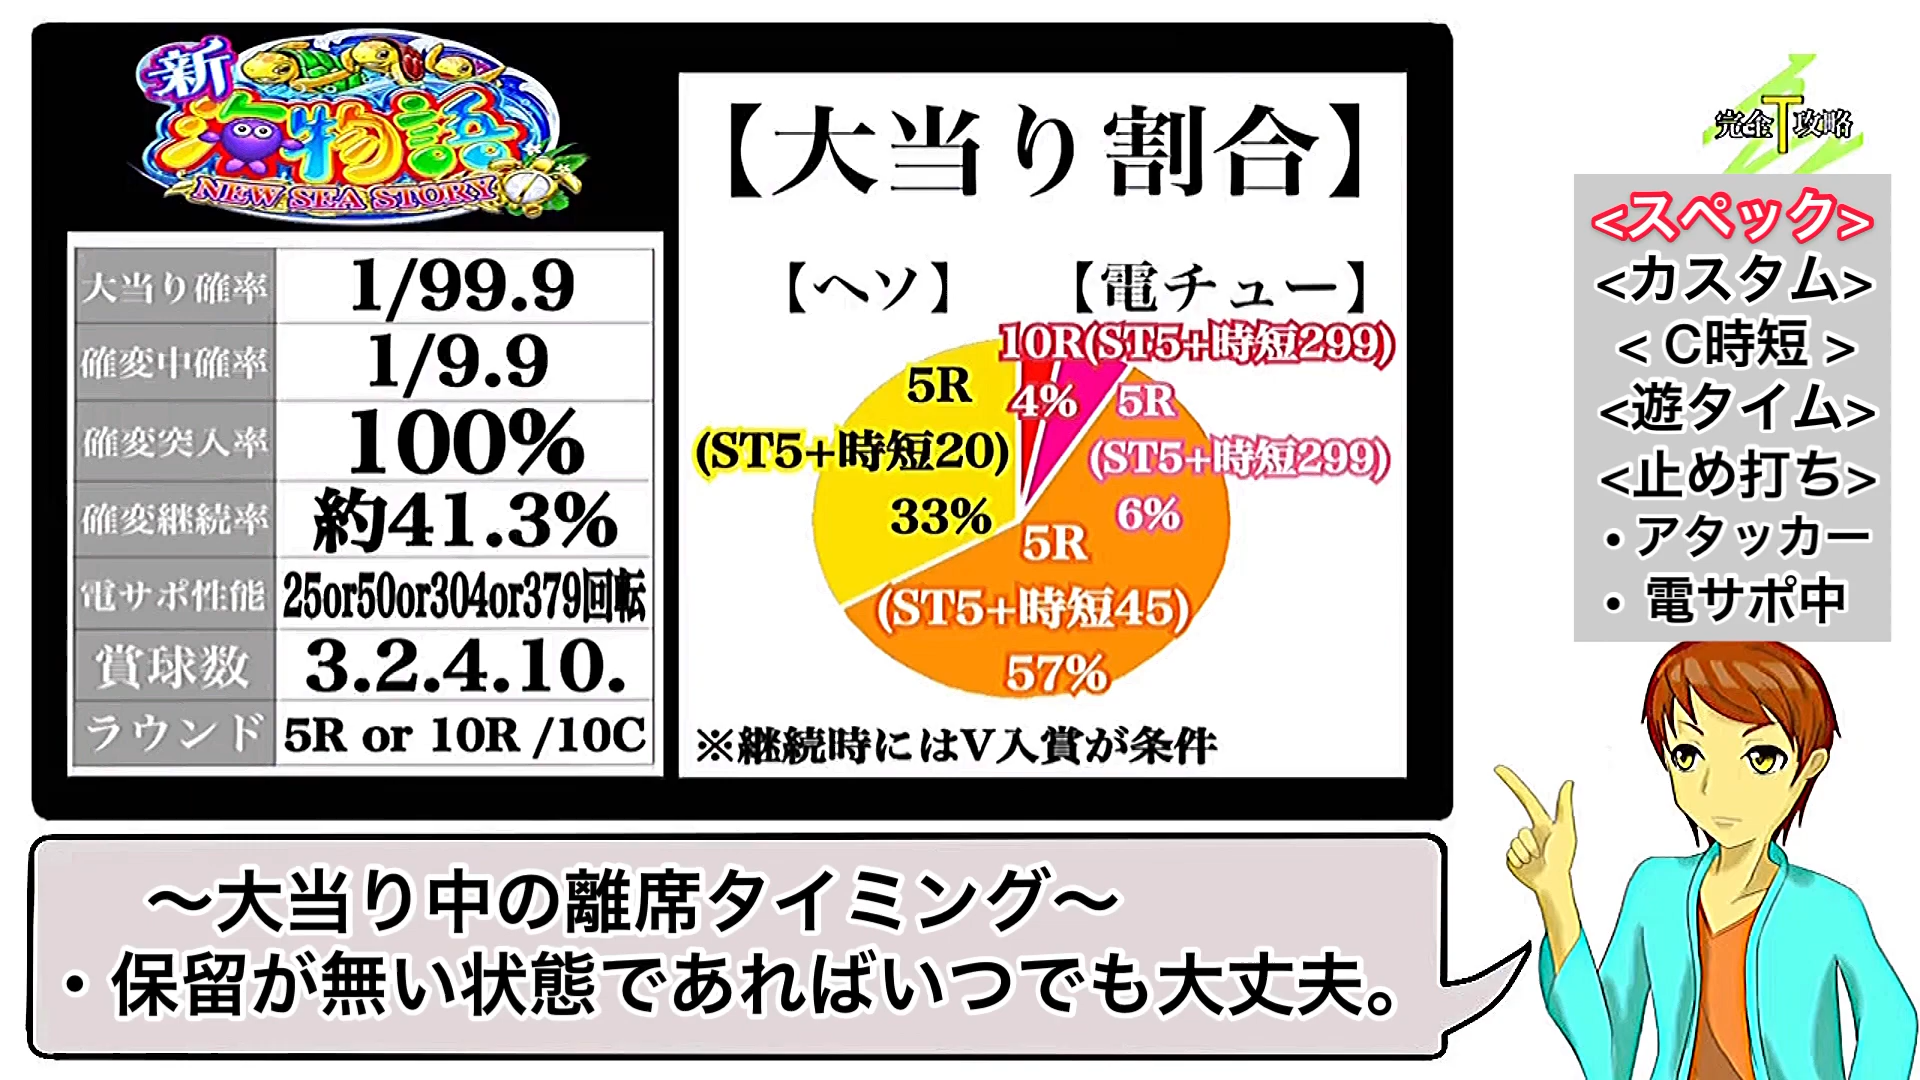 新
海物語
NEW SEA STORY
大当り確率 1/99.9
確変中確率 1/9.9
確変突入率 100%
確変継続率 約41.3%
電サポ性能 25or50or304or379回転
賞球数 3.2.4.10.
ラウンド 5R or 10R /10C
【大当り割合】
【ヘソ】 【電チュー】
10R(ST5+時短299)
4%
5R
(ST5+時短299)
6%
5R
(ST5+時短20)
33%
5R
(ST5+時短45)
57%
※継続時にはV入賞が条件
完全T攻略
<スペック>
<カスタム>
< C時短 >
<遊タイム>
<止め打ち>
・アタッカー
・電サポ中
～大当り中の離席タイミング～
・保留が無い状態であればいつでも大丈夫。